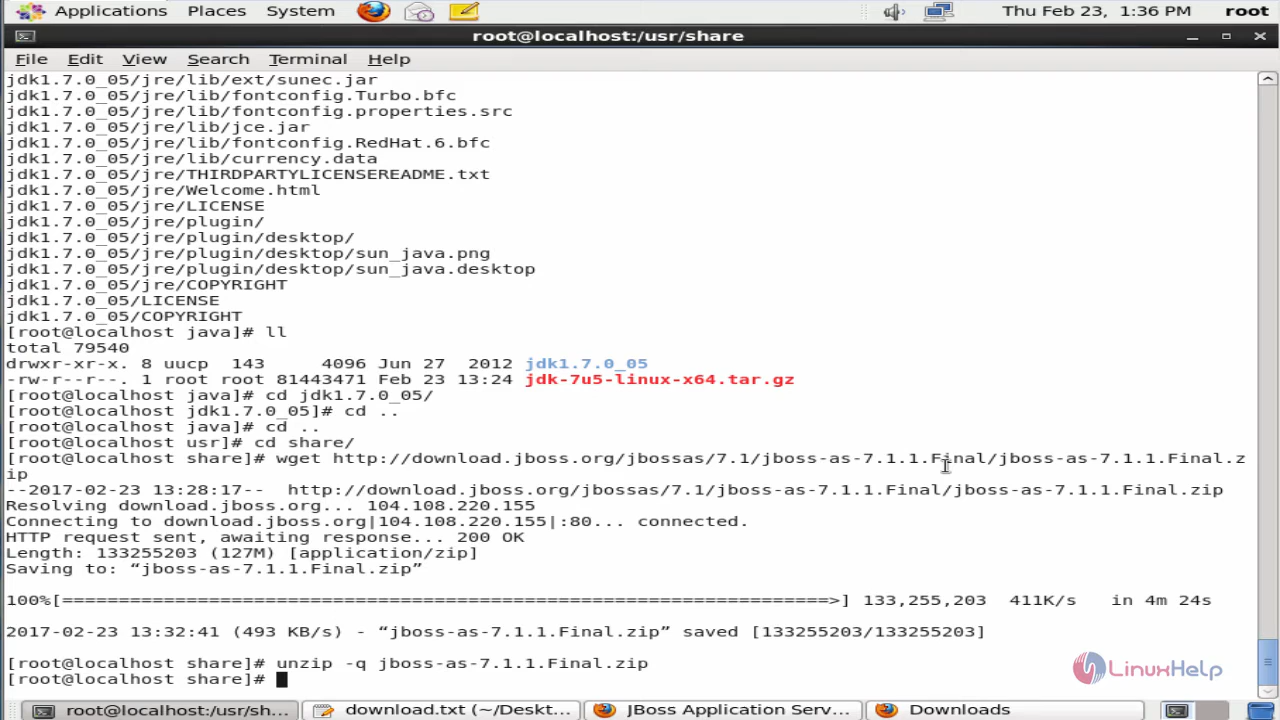 Applications Places System Thu Feb 23, 1:36 PM root
root@localhost:/usr/share
File Edit View Search Terminal Help
jdk1.7.0_05/jre/lib/ext/sunec.jar
jdk1.7.0_05/jre/lib/fontconfig.Turbo.bfc
jdk1.7.0_05/jre/lib/fontconfig.properties.src
jdk1.7.0_05/jre/lib/jce.jar
jdk1.7.0_05/jre/lib/fontconfig.RedHat.6.bfc
jdk1.7.0_05/jre/lib/currency.data
jdk1.7.0_05/jre/THIRDPARTYLICENSEREADME.txt
jdk1.7.0_05/jre/Welcome.html
jdk1.7.0_05/jre/LICENSE
jdk1.7.0_05/jre/plugin/
jdk1.7.0_05/jre/plugin/desktop/
jdk1.7.0_05/jre/plugin/desktop/sun_java.png
jdk1.7.0_05/jre/plugin/desktop/sun_java.desktop
jdk1.7.0_05/jre/COPYRIGHT
jdk1.7.0_05/LICENSE
jdk1.7.0_05/COPYRIGHT
[root@localhost java]# ll
total 79540
drwxr-xr-x. 8 uucp  143     4096 Jun 27  2012 jdk1.7.0_05
-rw-r--r--. 1 root root 81443471 Feb 23 13:24 jdk-7u5-linux-x64.tar.gz
[root@localhost java]# cd jdk1.7.0_05/
[root@localhost jdk1.7.0_05]# cd ..
[root@localhost java]# cd ..
[root@localhost usr]# cd share/
[root@localhost share]# wget http://download.jboss.org/jbossas/7.1/jboss-as-7.1.1.Final/jboss-as-7.1.1.Final.z
ip
--2017-02-23 13:28:17--  http://download.jboss.org/jbossas/7.1/jboss-as-7.1.1.Final/jboss-as-7.1.1.Final.zip
Resolving download.jboss.org... 104.108.220.155
Connecting to download.jboss.org|104.108.220.155|:80... connected.
HTTP request sent, awaiting response... 200 OK
Length: 133255203 (127M) [application/zip]
Saving to: “jboss-as-7.1.1.Final.zip”
100%[====================================================================>] 133,255,203  411K/s   in 4m 24s
2017-02-23 13:32:41 (493 KB/s) - “jboss-as-7.1.1.Final.zip” saved [133255203/133255203]
[root@localhost share]# unzip -q jboss-as-7.1.1.Final.zip
[root@localhost share]#
LinuxHelp
root@localhost:/usr/sh... download.txt (~/Deskt... JBoss Application Serv... Downloads